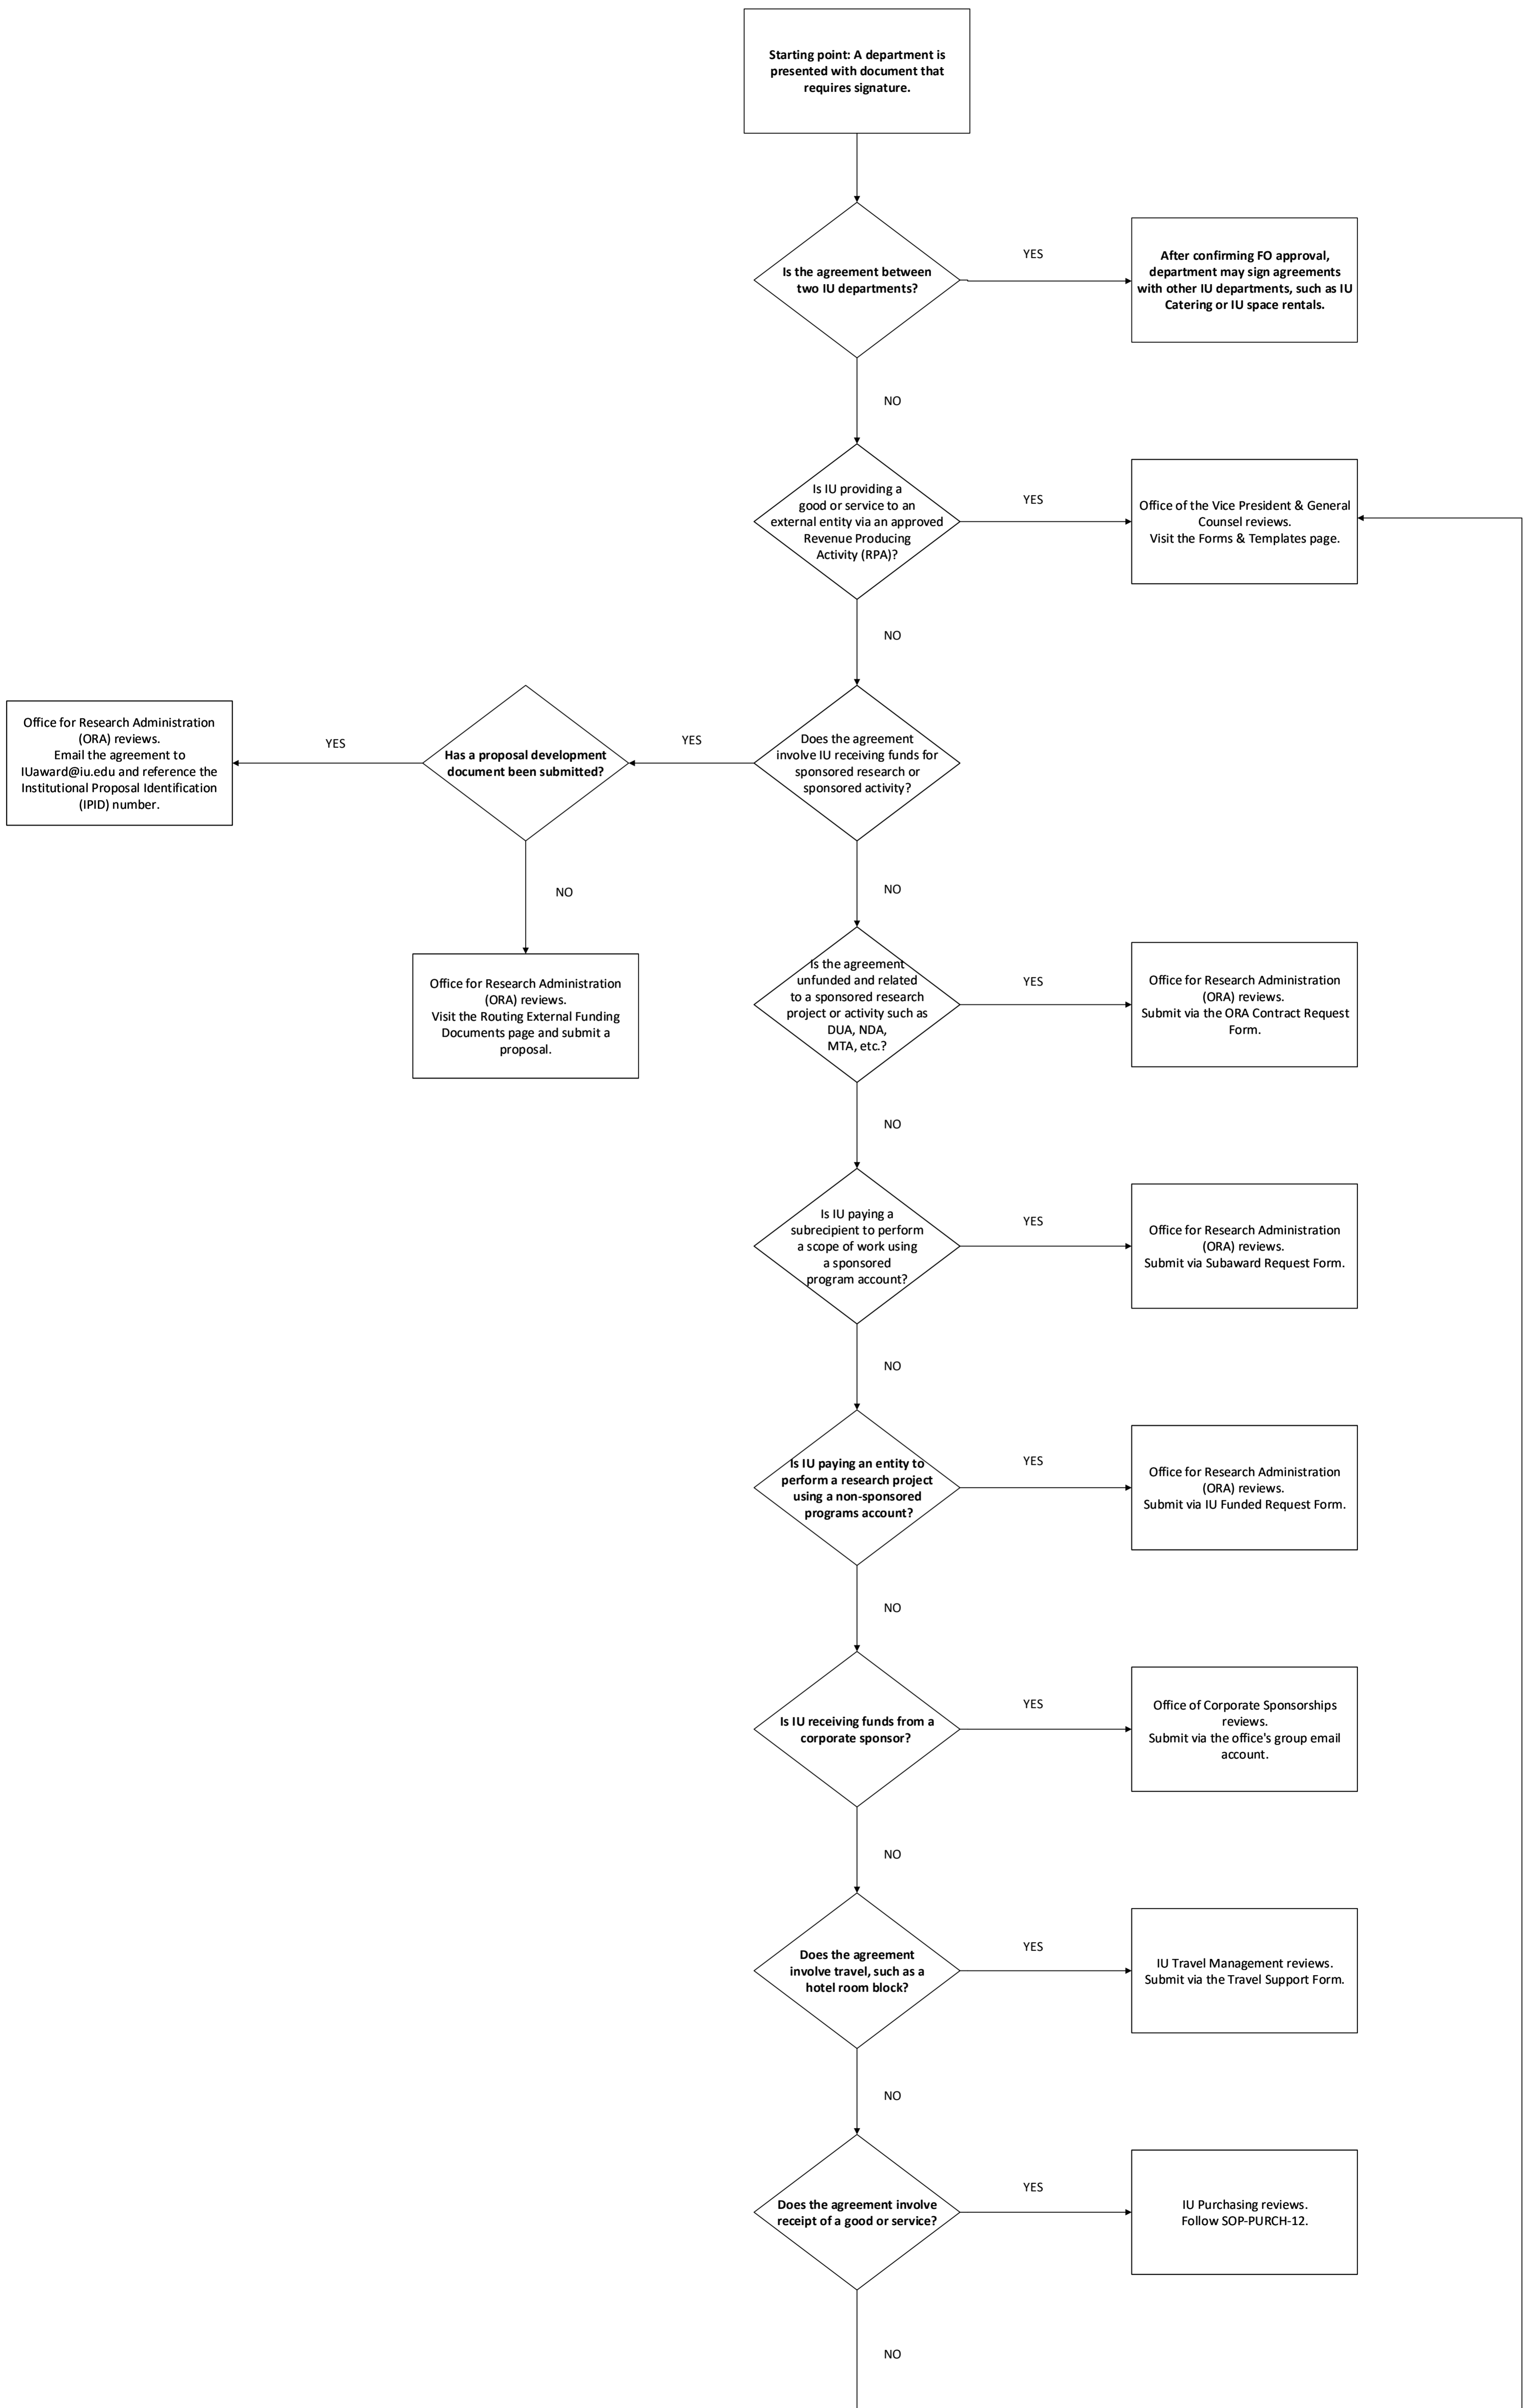 Starting point: A department is
presented with document that
requires signature.
Is the agreement between
two IU departments?
YES
After confirming FO approval,
department may sign agreements
with other IU departments, such as IU
Catering or IU space rentals.
NO
Is IU providing a
good or service to an
external entity via an approved
Revenue Producing
Activity (RPA)?
YES
Office of the Vice President & General
Counsel reviews.
Visit the Forms & Templates page.
NO
Does the agreement
involve IU receiving funds for
sponsored research or
sponsored activity?
YES
Has a proposal development
document been submitted?
YES
Office for Research Administration
(ORA) reviews.
Email the agreement to
IUaward@iu.edu and reference the
Institutional Proposal Identification
(IPID) number.
NO
Office for Research Administration
(ORA) reviews.
Visit the Routing External Funding
Documents page and submit a
proposal.
NO
Is the agreement
unfunded and related
to a sponsored research
project or activity such as
DUA, NDA,
MTA, etc.?
YES
Office for Research Administration
(ORA) reviews.
Submit via the ORA Contract Request
Form.
NO
Is IU paying a
subrecipient to perform
a scope of work using
a sponsored
program account?
YES
Office for Research Administration
(ORA) reviews.
Submit via Subaward Request Form.
NO
Is IU paying an entity to
perform a research project
using a non-sponsored
programs account?
YES
Office for Research Administration
(ORA) reviews.
Submit via IU Funded Request Form.
NO
Is IU receiving funds from a
corporate sponsor?
YES
Office of Corporate Sponsorships
reviews.
Submit via the office's group email
account.
NO
Does the agreement
involve travel, such as a
hotel room block?
YES
IU Travel Management reviews.
Submit via the Travel Support Form.
NO
Does the agreement involve
receipt of a good or service?
YES
IU Purchasing reviews.
Follow SOP-PURCH-12.
NO